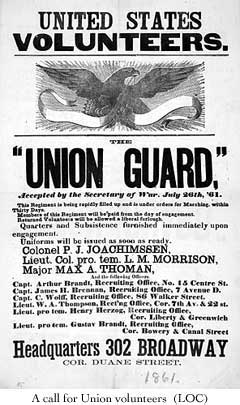 UNITED STATES
VOLUNTEERS.
THE
"UNION GUARD,"
Accepted by the Secretary of War, July 26th, '61.
This Regiment is being rapidly filled up and is under orders for Marching, within
Thirty Days.
Members of this Regiment will be paid from the day of engagement.
Returned Volunteers will be allowed a liberal furlough.
Quarters and Subsistence furnished immediately upon
engagement.
Uniforms will be issued as soon as ready.
Colonel P. J. JOACHIMSSEN,
Lieut. Col. pro. tem. L. M. MORRISON,
Major MAX A. THOMAN,
And the following Officers
Capt. Arthur Brandt, Recruiting Office, No. 15 Centre St.
Capt. James H. Brennan, Recruiting Office, 7 Avenue D.
Capt. C. Wolff, Recruiting Office, 86 Walker Street.
Lieut. W. A. Thompson, Recr'ing Office, Cor. 7th Av. & 22 st.
Lieut. pro tem. Henry Herzog, Recruiting Office,
Cor. Liberty & Greenwich
Lieut. pro tem. Gustav Brandt, Recruiting Office,
Cor. Bowery & Canal Street
Headquarters 302 BROADWAY
COR. DUANE STREET.
1861.
A call for Union volunteers (LOC)